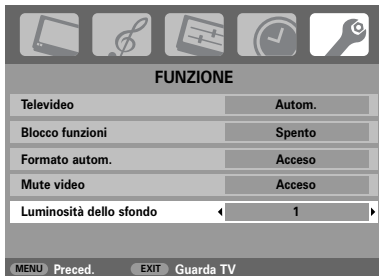 FUNZIONE
Televideo Autom.
Blocco funzioni Spento
Formato autom. Acceso
Mute video Acceso
Luminosità dello sfondo 1
MENU Preced. EXIT Guarda TV